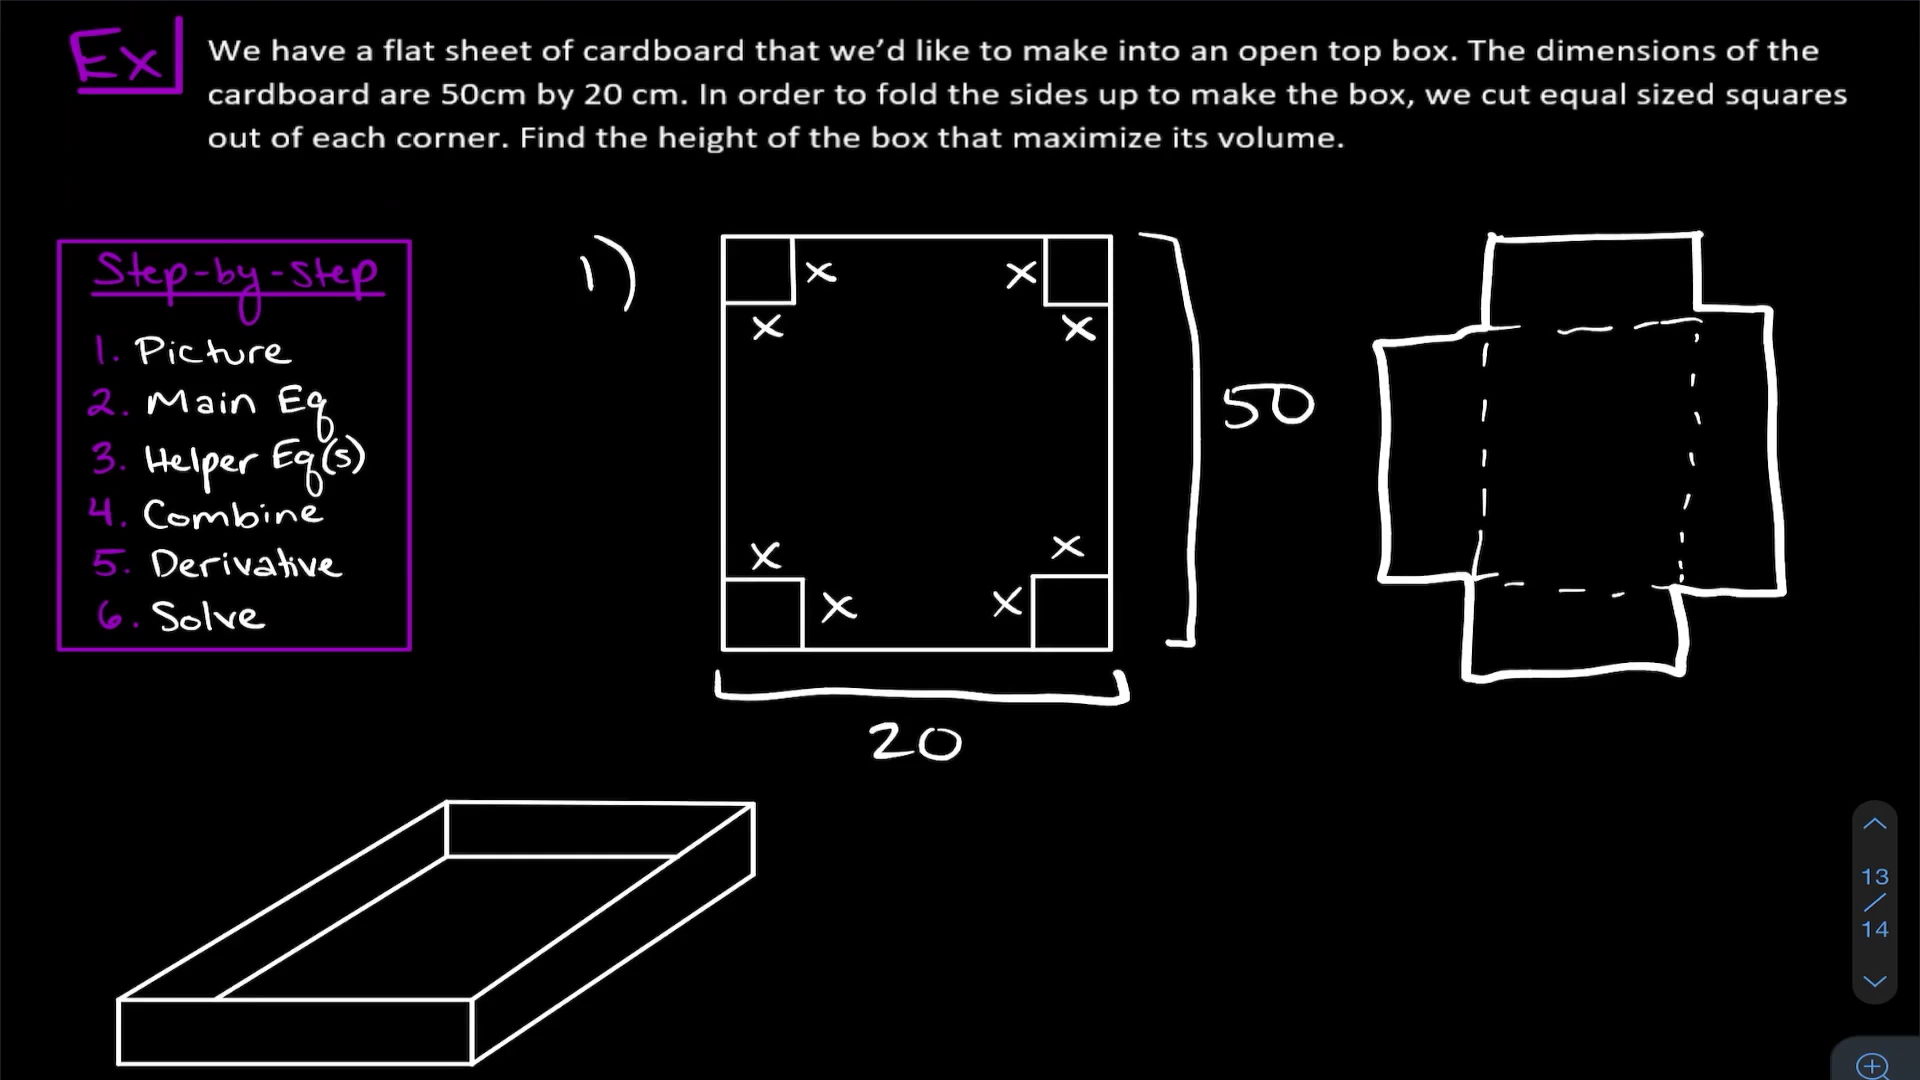 Ex
We have a flat sheet of cardboard that we'd like to make into an open top box. The dimensions of the
cardboard are 50cm by 20 cm. In order to fold the sides up to make the box, we cut equal sized squares
out of each corner. Find the height of the box that maximize its volume.
Step-by-step
1. Picture
2. Main Eq
3. Helper Eq(s)
4. Combine
5. Derivative
6. Solve
1)
x x
x x
50
x x
x x
20
13
/
14